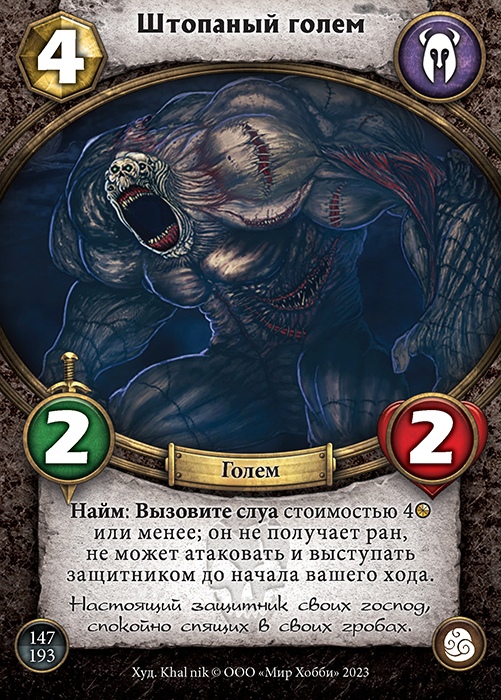 Штопаный голем
4
2
2
Голем
Найм: Вызовите слуа стоимостью 4
или менее; он не получает ран,
не может атаковать и выступать
защитником до начала вашего хода.
Настоящий защитник своих господ,
спокойно спящих в своих гробах.
147
193
Худ. Khal nik © ООО «Мир Хобби» 2023